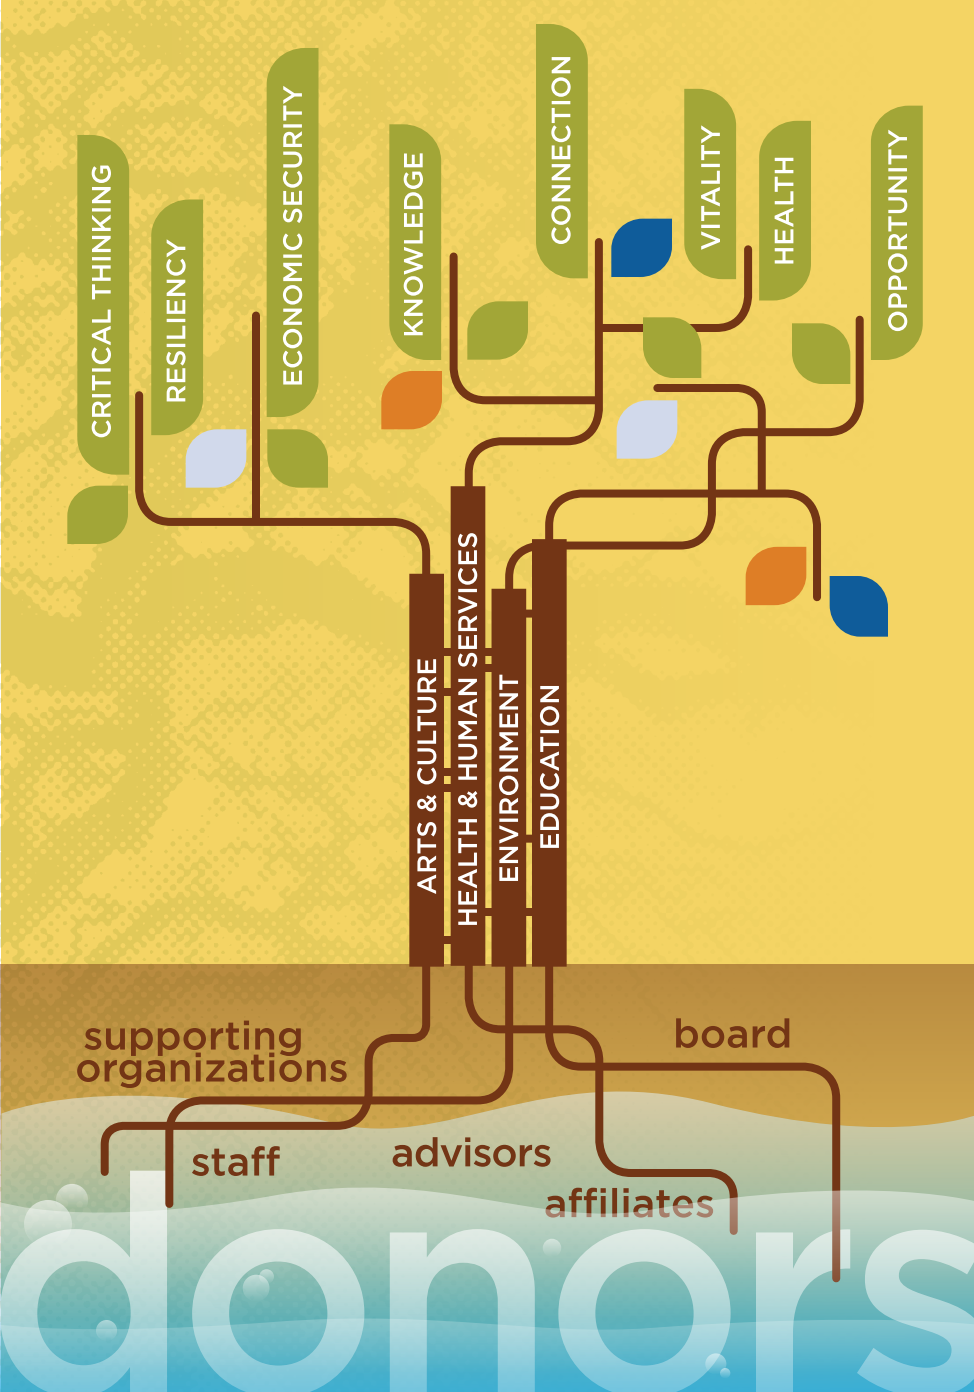 CRITICAL THINKING
RESILIENCY
ECONOMIC SECURITY
KNOWLEDGE
CONNECTION
VITALITY
HEALTH
OPPORTUNITY
ARTS & CULTURE
HEALTH & HUMAN SERVICES
ENVIRONMENT
EDUCATION
supporting
organizations
board
staff
advisors
affiliates
donors